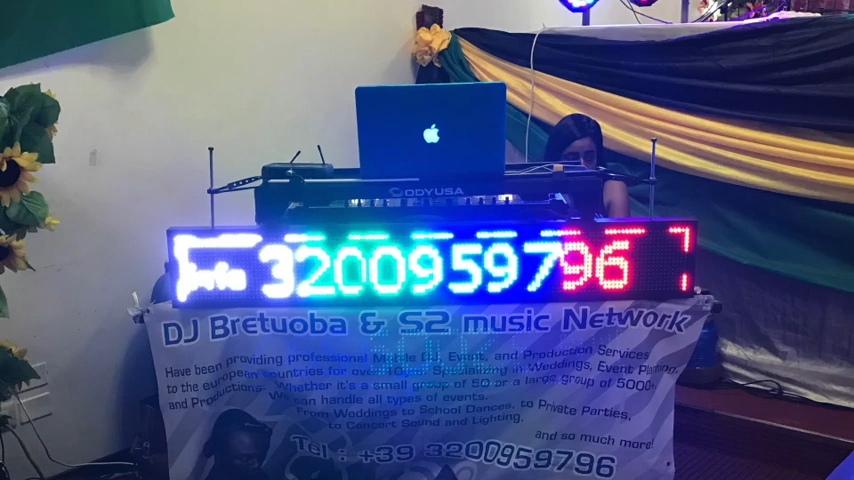 ODYUSA
Info 3200959796
DJ Bretuoba & S2 music Network
Have been providing professional Mobile DJ, Event, and Production Services
to the european countries for over Specializing in Weddings, Event Planning,
and Productions. Whether it's a small group of 50 or a large group of 5000+,
We can handle all types of events.
From Weddings to School Dances, to Private Parties,
to Concert Sound and Lighting,
and so much more!
Tel : +39 3200959796